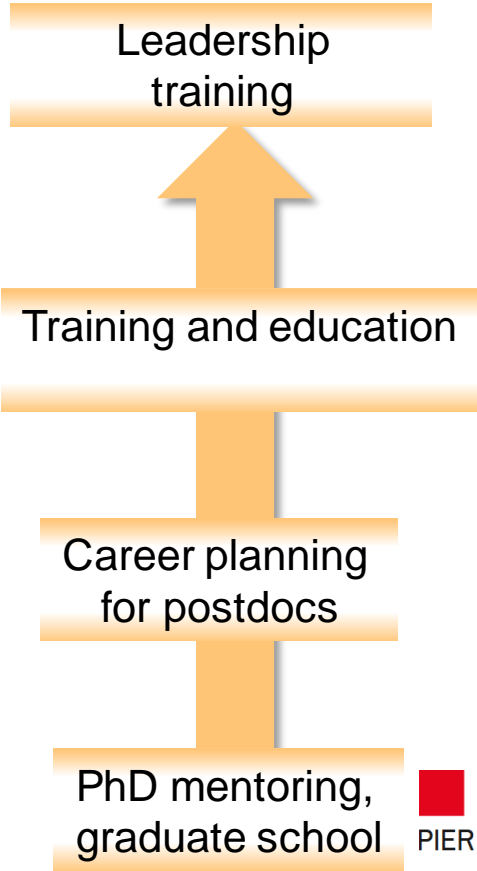 Leadership
training
Training and education
Career planning
for postdocs
PhD mentoring,
graduate school
PIER